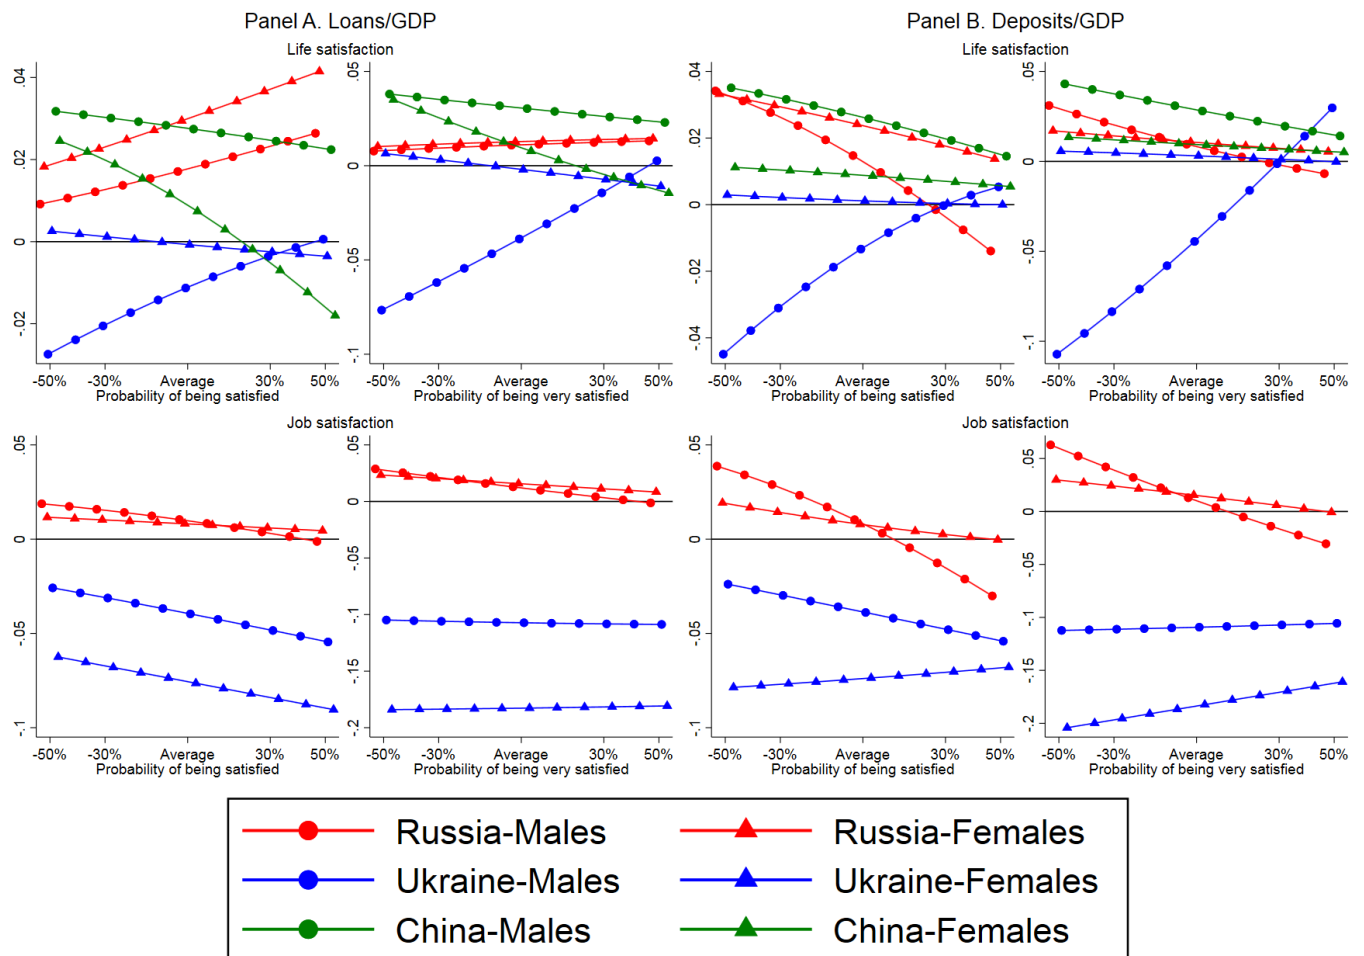 Panel A. Loans/GDP
Life satisfaction
.04
.02
0
-.02
-50% -30% Average 30% 50%
Probability of being satisfied
.05
0
-.05
-.1
-50% -30% Average 30% 50%
Probability of being very satisfied
Job satisfaction
.05
0
-.05
-.1
-50% -30% Average 30% 50%
Probability of being satisfied
.05
0
-.05
-.1
-.15
-.2
-50% -30% Average 30% 50%
Probability of being very satisfied
Panel B. Deposits/GDP
Life satisfaction
.04
.02
0
-.02
-.04
-50% -30% Average 30% 50%
Probability of being satisfied
.05
0
-.05
-.1
-50% -30% Average 30% 50%
Probability of being very satisfied
Job satisfaction
.05
0
-.05
-.1
-50% -30% Average 30% 50%
Probability of being satisfied
.05
0
-.05
-.1
-.15
-.2
-50% -30% Average 30% 50%
Probability of being very satisfied
Russia-Males Russia-Females
Ukraine-Males Ukraine-Females
China-Males China-Females